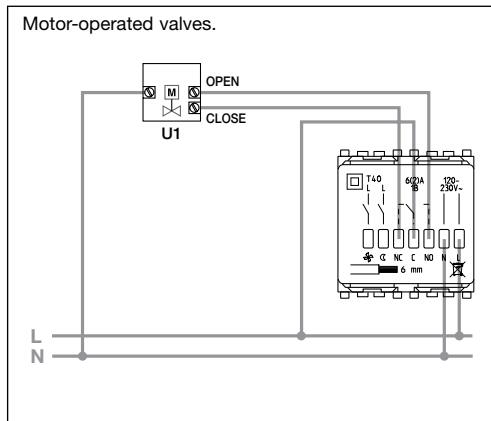 Motor-operated valves.
M
OPEN
CLOSE
U1
T40 6(2)A 120-
L L 1B 230V~
NC C NO N L
6 mm
L
N